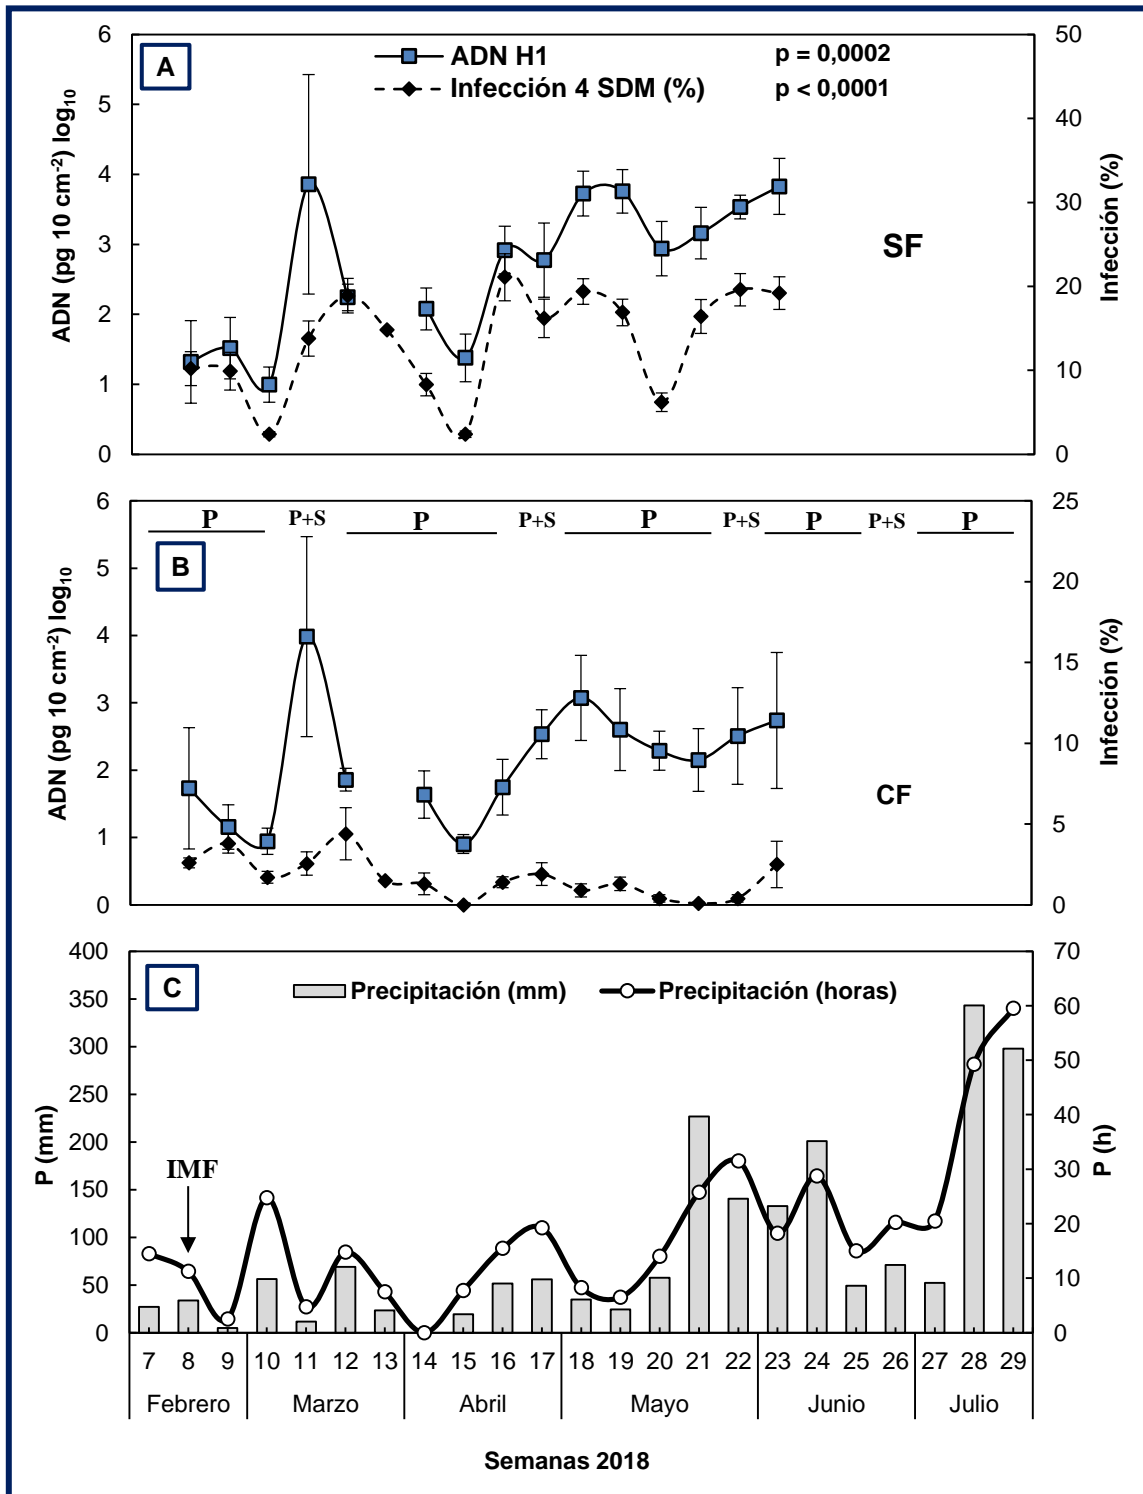 6 50
A ADN H1 p = 0,0002
Infección 4 SDM (%) p < 0,0001
5
40
4
30
3
SF
20
2
1 10
0 0
ADN (pg 10 cm⁻²) log₁₀
Infección (%)
6 25
P P+S P P+S P P+S P P+S P
B
5
20
4
15
3
10
2
CF
5
1
0 0
ADN (pg 10 cm⁻²) log₁₀
Infección (%)
400 70
C Precipitación (mm) Precipitación (horas)
350
60
300
50
250
40
200
30
150
IMF
20
100
50 10
0 0
P (mm)
P (h)
7 8 9 10 11 12 13 14 15 16 17 18 19 20 21 22 23 24 25 26 27 28 29
Febrero Marzo Abril Mayo Junio Julio
Semanas 2018